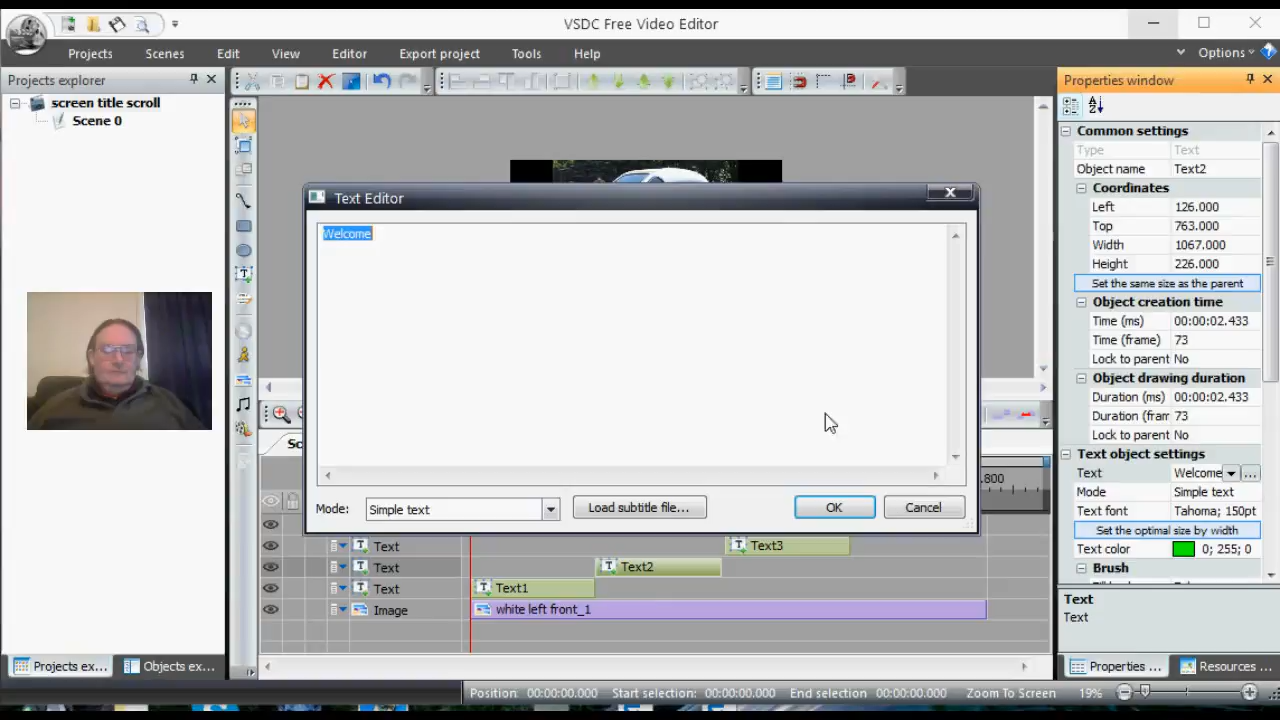 VSDC Free Video Editor
Projects Scenes Edit View Editor Export project Tools Help Options
Projects explorer
screen title scroll
Scene 0
Text Editor
Welcome
Mode: Simple text Load subtitle file... OK Cancel
Properties window
Common settings
Type Text
Object name Text2
Coordinates
Left 126.000
Top 763.000
Width 1067.000
Height 226.000
Set the same size as the parent
Object creation time
Time (ms) 00:00:02.433
Time (frame) 73
Lock to parent No
Object drawing duration
Duration (ms) 00:00:02.433
Duration (fram 73
Lock to parent No
Text object settings
Text Welcome ...
Mode Simple text
Text font Tahoma; 150pt
Set the optimal size by width
Text color 0; 255; 0
Brush
Text
Text
Sc
.800
Text Text3
Text Text2
Text Text1
Image white left front_1
Projects ex... Objects ex...
Properties ... Resources ...
Position: 00:00:00.000 Start selection: 00:00:00.000 End selection 00:00:00.000 Zoom To Screen 19%